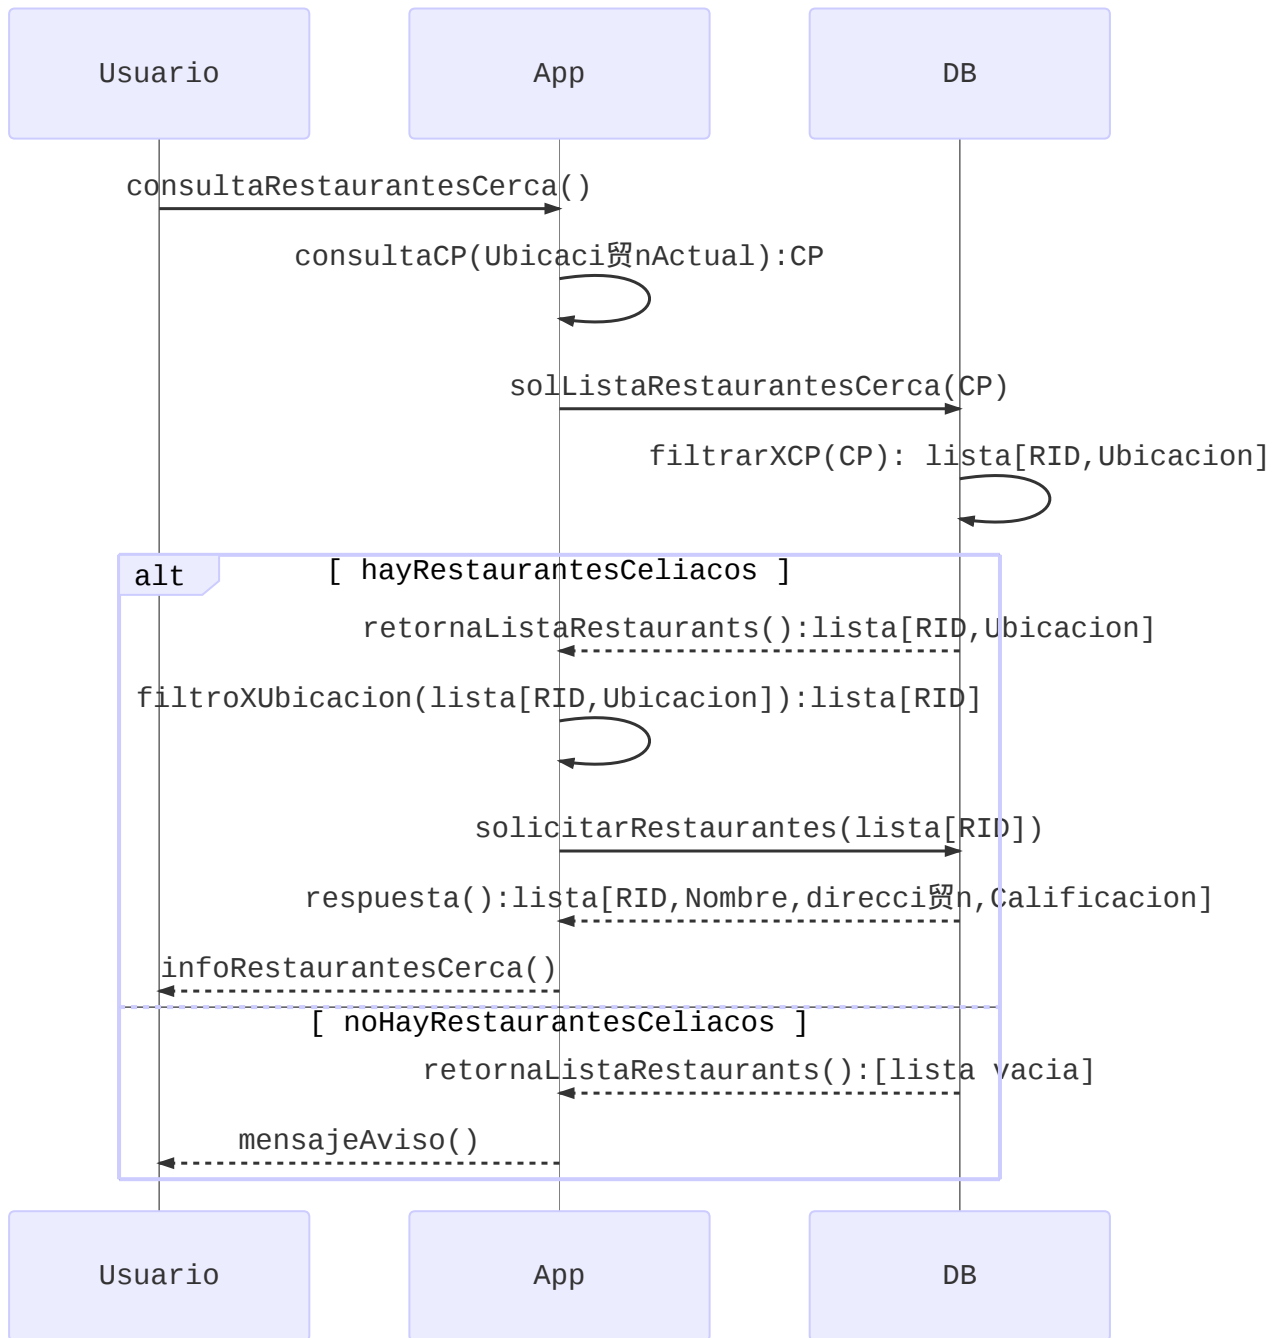 Usuario App DB
consultaRestaurantesCerca()
consultaCP(Ubicaci贸nActual):CP
solListaRestaurantesCerca(CP)
filtrarXCP(CP): lista[RID,Ubicacion]
alt [ hayRestaurantesCeliacos ]
retornaListaRestaurants():lista[RID,Ubicacion]
filtroXUbicacion(lista[RID,Ubicacion]):lista[RID]
solicitarRestaurantes(lista[RID])
respuesta():lista[RID,Nombre,direcci贸n,Calificacion]
infoRestaurantesCerca()
[ noHayRestaurantesCeliacos ]
retornaListaRestaurants():[lista vacia]
mensajeAviso()
Usuario App DB